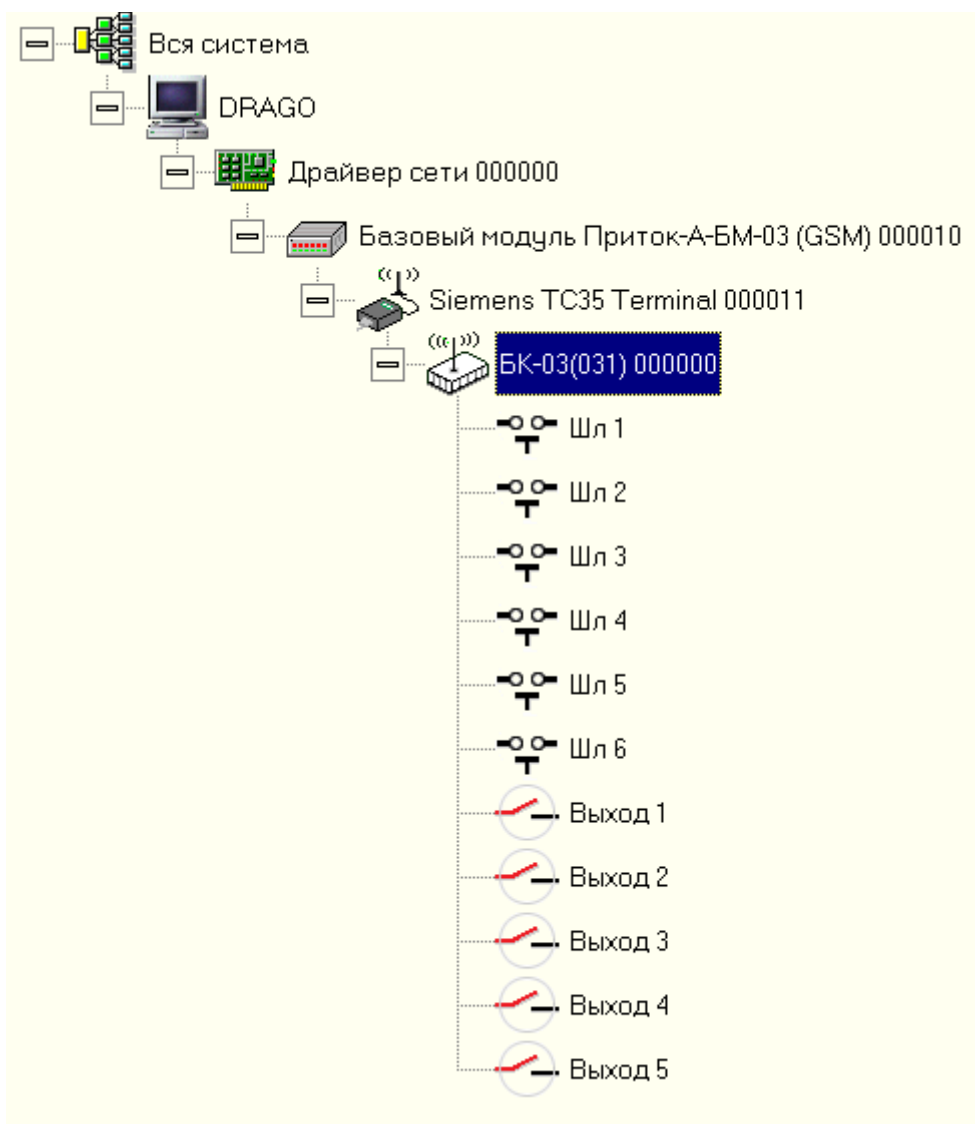 Вся система
DRAGO
Драйвер сети 000000
Базовый модуль Приток-А-БМ-03 (GSM) 000010
Siemens TC35 Terminal 000011
БК-03(031) 000000
Шл 1
Шл 2
Шл 3
Шл 4
Шл 5
Шл 6
Выход 1
Выход 2
Выход 3
Выход 4
Выход 5